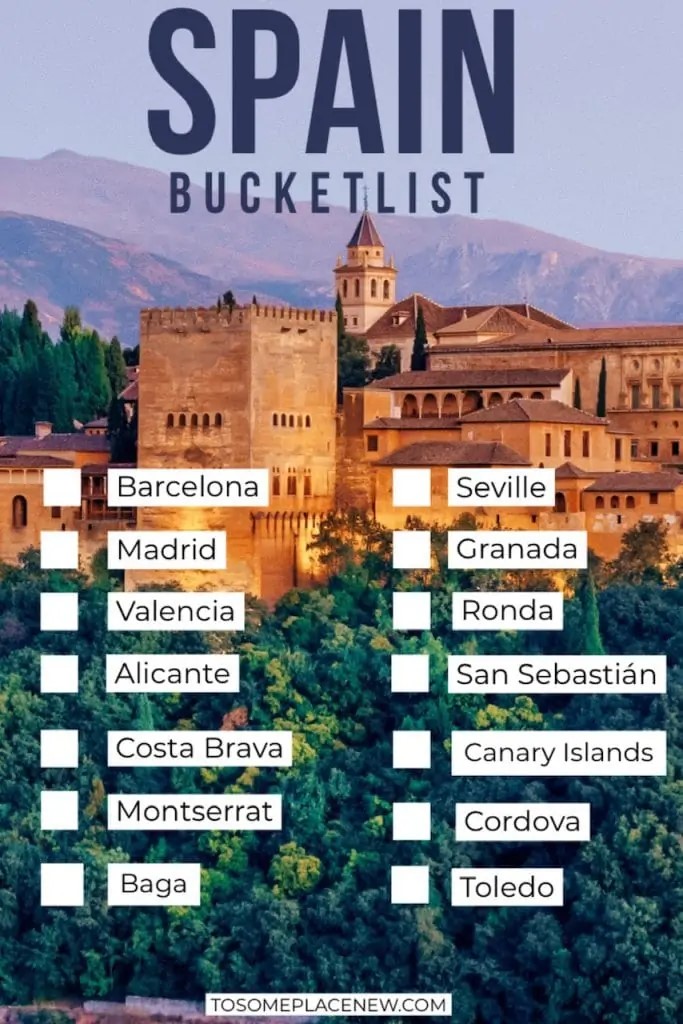 SPAIN
BUCKETLIST
Barcelona
Madrid
Valencia
Alicante
Costa Brava
Montserrat
Baga
Seville
Granada
Ronda
San Sebastián
Canary Islands
Cordova
Toledo
TOSOMEPLACENEW.COM